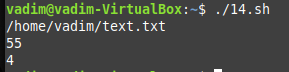 vadim@vadim-VirtualBox:~$ ./14.sh
/home/vadim/text.txt
55
4